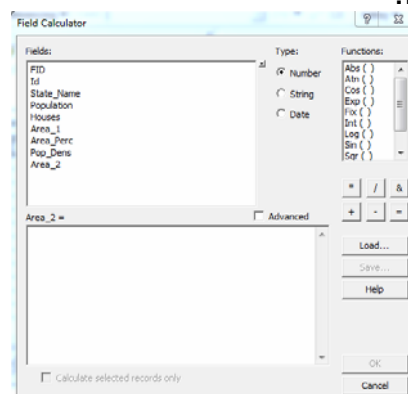 Field Calculator
Fields:
Type:
Functions:
FID
Id
State_Name
Population
Houses
Area_1
Area_Perc
Pop_Dens
Area_2
Number
String
Date
Abs ( )
Atn ( )
Cos ( )
Exp ( )
Fix ( )
Int ( )
Log ( )
Sin ( )
Sqr ( )
* / &
+ - =
Area_2 =
Advanced
Load...
Save...
Help
Calculate selected records only
OK
Cancel